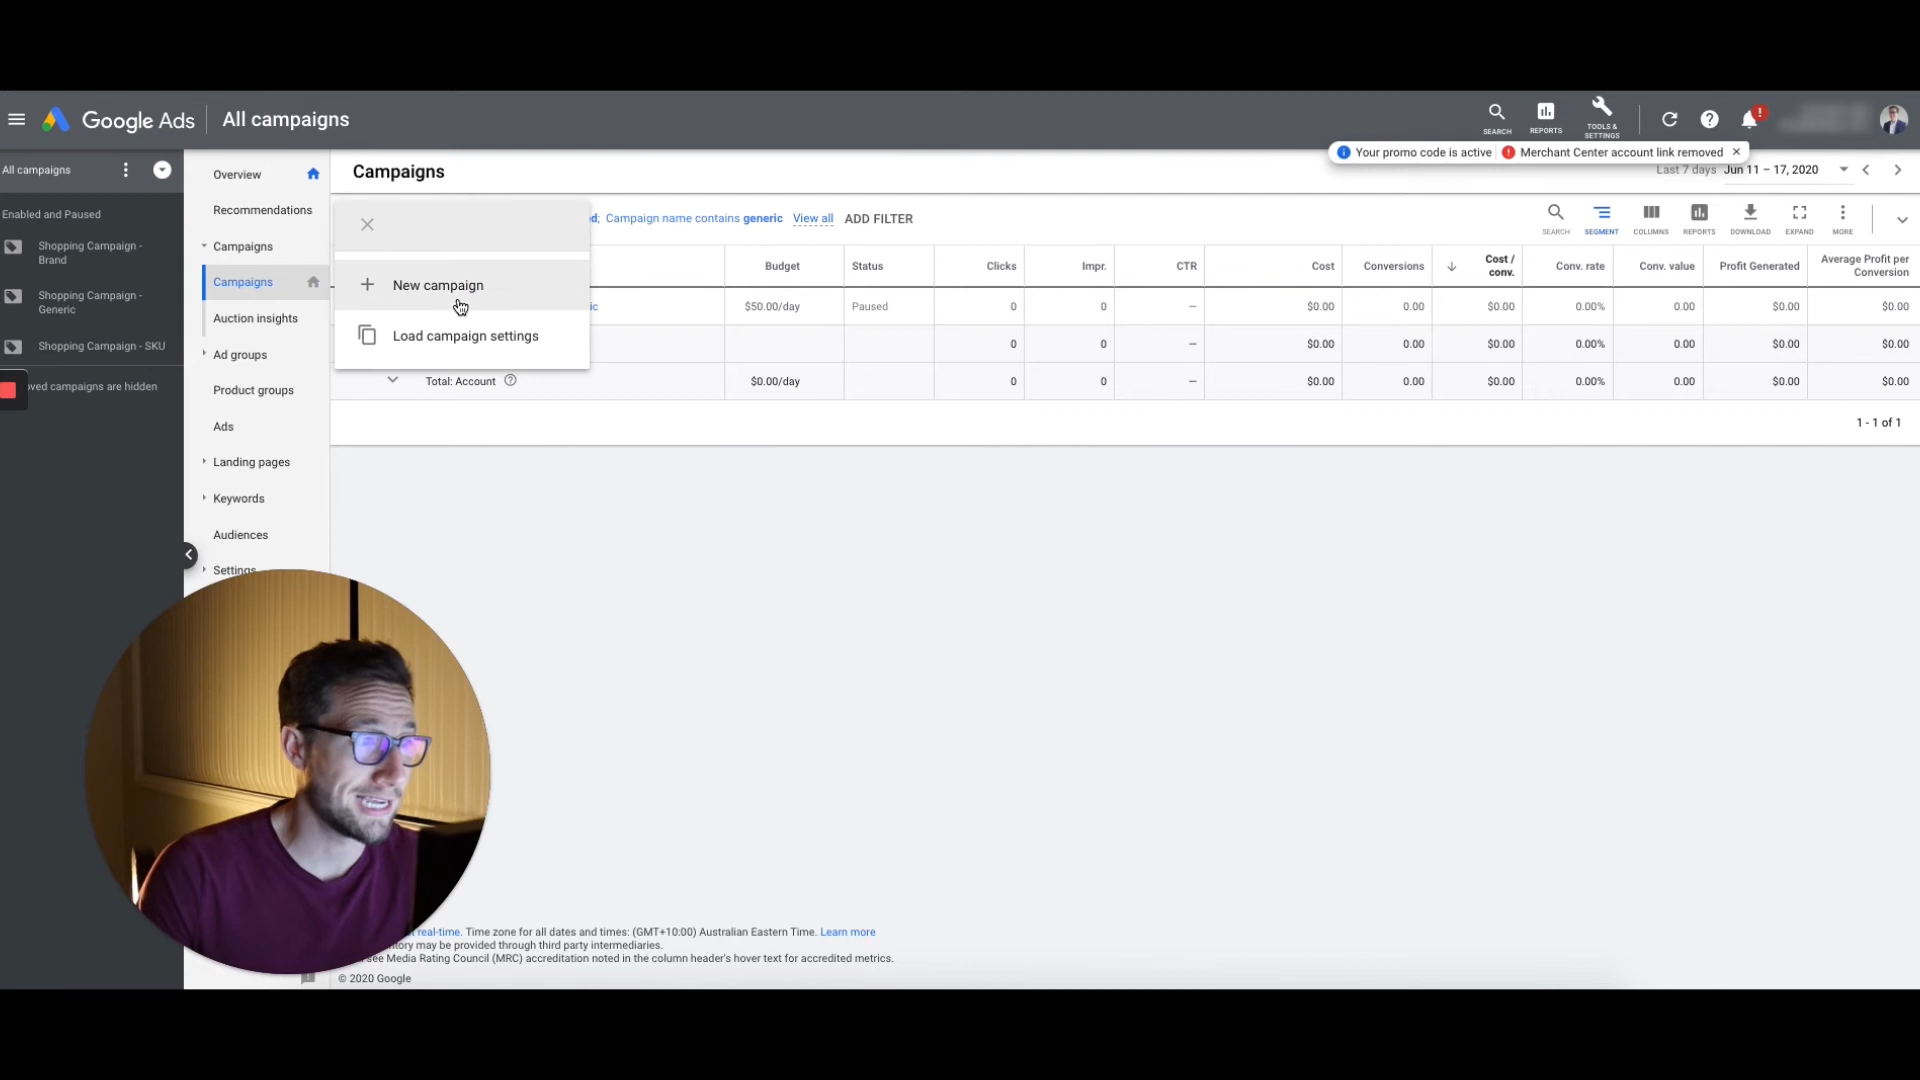 Google Ads
All campaigns
SEARCH
REPORTS
TOOLS &
SETTINGS
!
Your promo code is active
Merchant Center account link removed
All campaigns
Enabled and Paused
Shopping Campaign -
Brand
Shopping Campaign -
Generic
Shopping Campaign - SKU
campaigns are hidden
Overview
Recommendations
Campaigns
Campaigns
Auction insights
Ad groups
Product groups
Ads
Landing pages
Keywords
Audiences
Settings
Campaigns
Last 7 days Jun 11 – 17, 2020
Campaign name contains generic View all ADD FILTER
SEARCH
SEGMENT
COLUMNS
REPORTS
DOWNLOAD
EXPAND
MORE
New campaign
Load campaign settings
Budget Status Clicks Impr. CTR Cost Conversions Cost / conv. Conv. rate Conv. value Profit Generated Average Profit per Conversion
ic $50.00/day Paused 0 0 — $0.00 0.00 $0.00 0.00% 0.00 $0.00 $0.00
0 0 — $0.00 0.00 $0.00 0.00% 0.00 $0.00 $0.00
Total: Account $0.00/day 0 0 — $0.00 0.00 $0.00 0.00% 0.00 $0.00 $0.00
1 - 1 of 1
real-time. Time zone for all dates and times: (GMT+10:00) Australian Eastern Time. Learn more
may be provided through third party intermediaries.
see Media Rating Council (MRC) accreditation noted in the column header's hover text for accredited metrics.
© 2020 Google